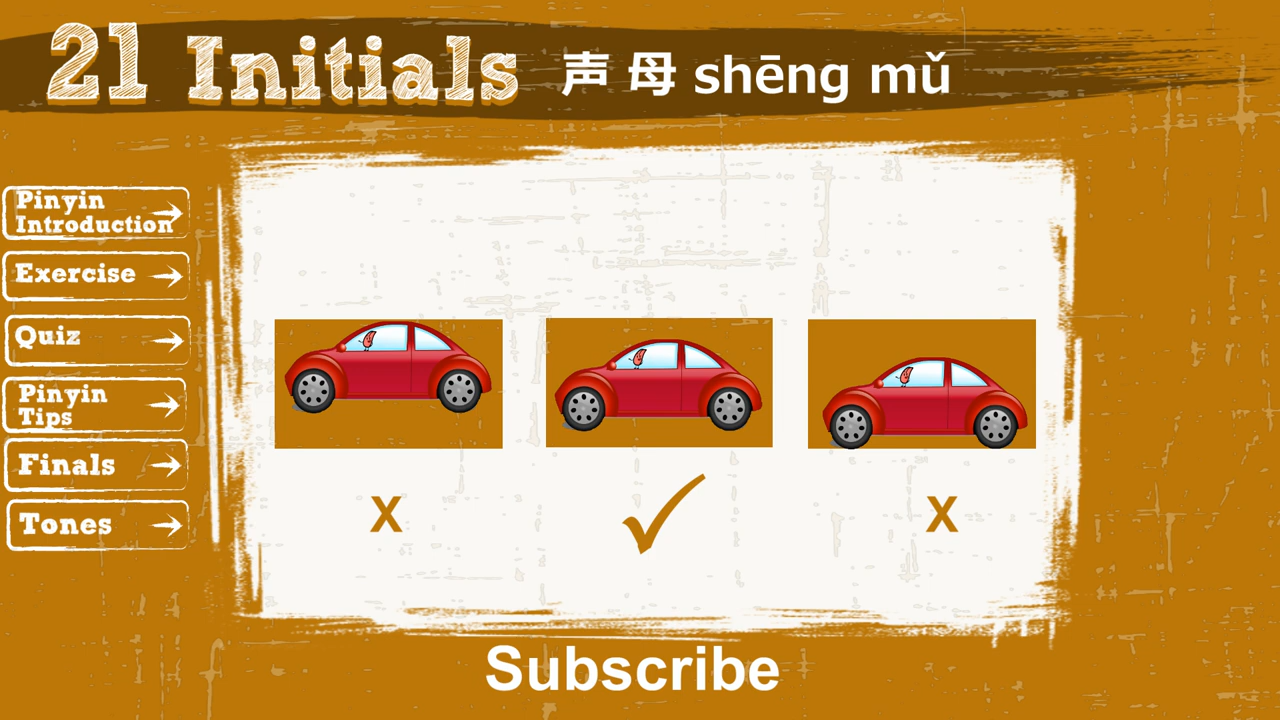 21 Initials 声 母 shēng mǔ
Pinyin
Introduction
Exercise
Quiz
Pinyin
Tips
Finals
Tones
X
X
Subscribe